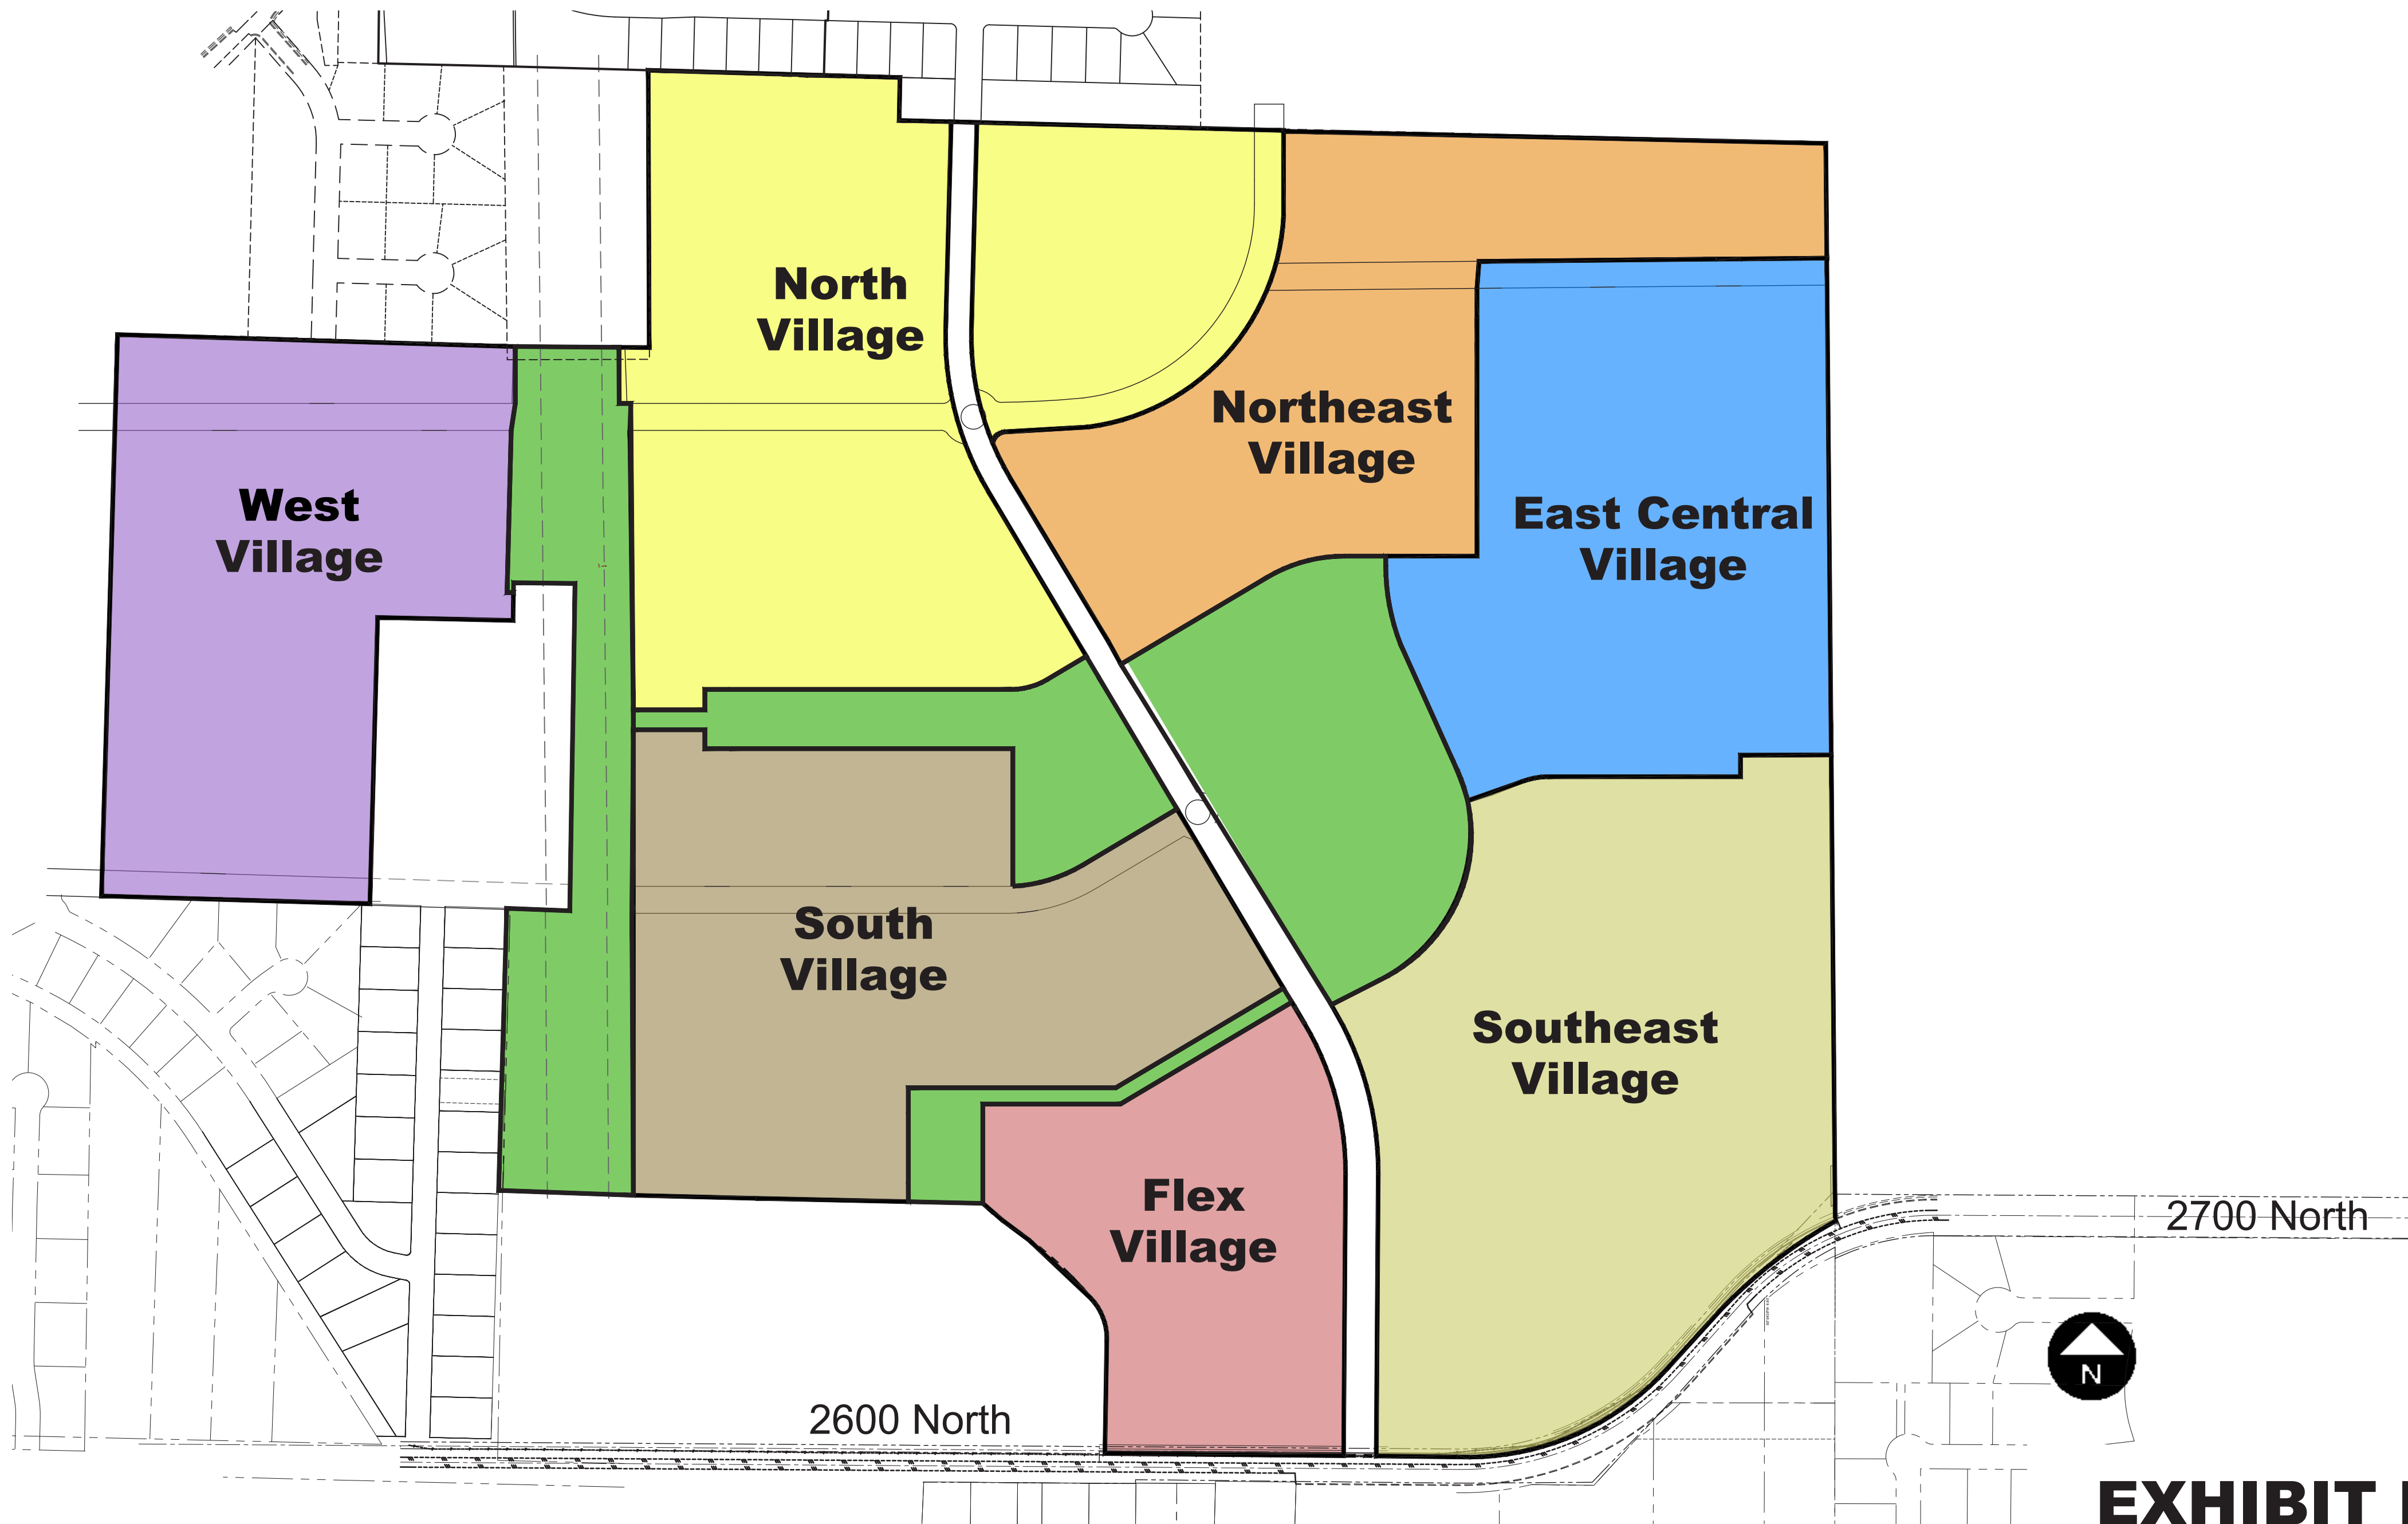 North
Village
Northeast
Village
West
Village
East Central
Village
South
Village
Southeast
Village
Flex
Village
2700 North
N
2600 North
EXHIBIT